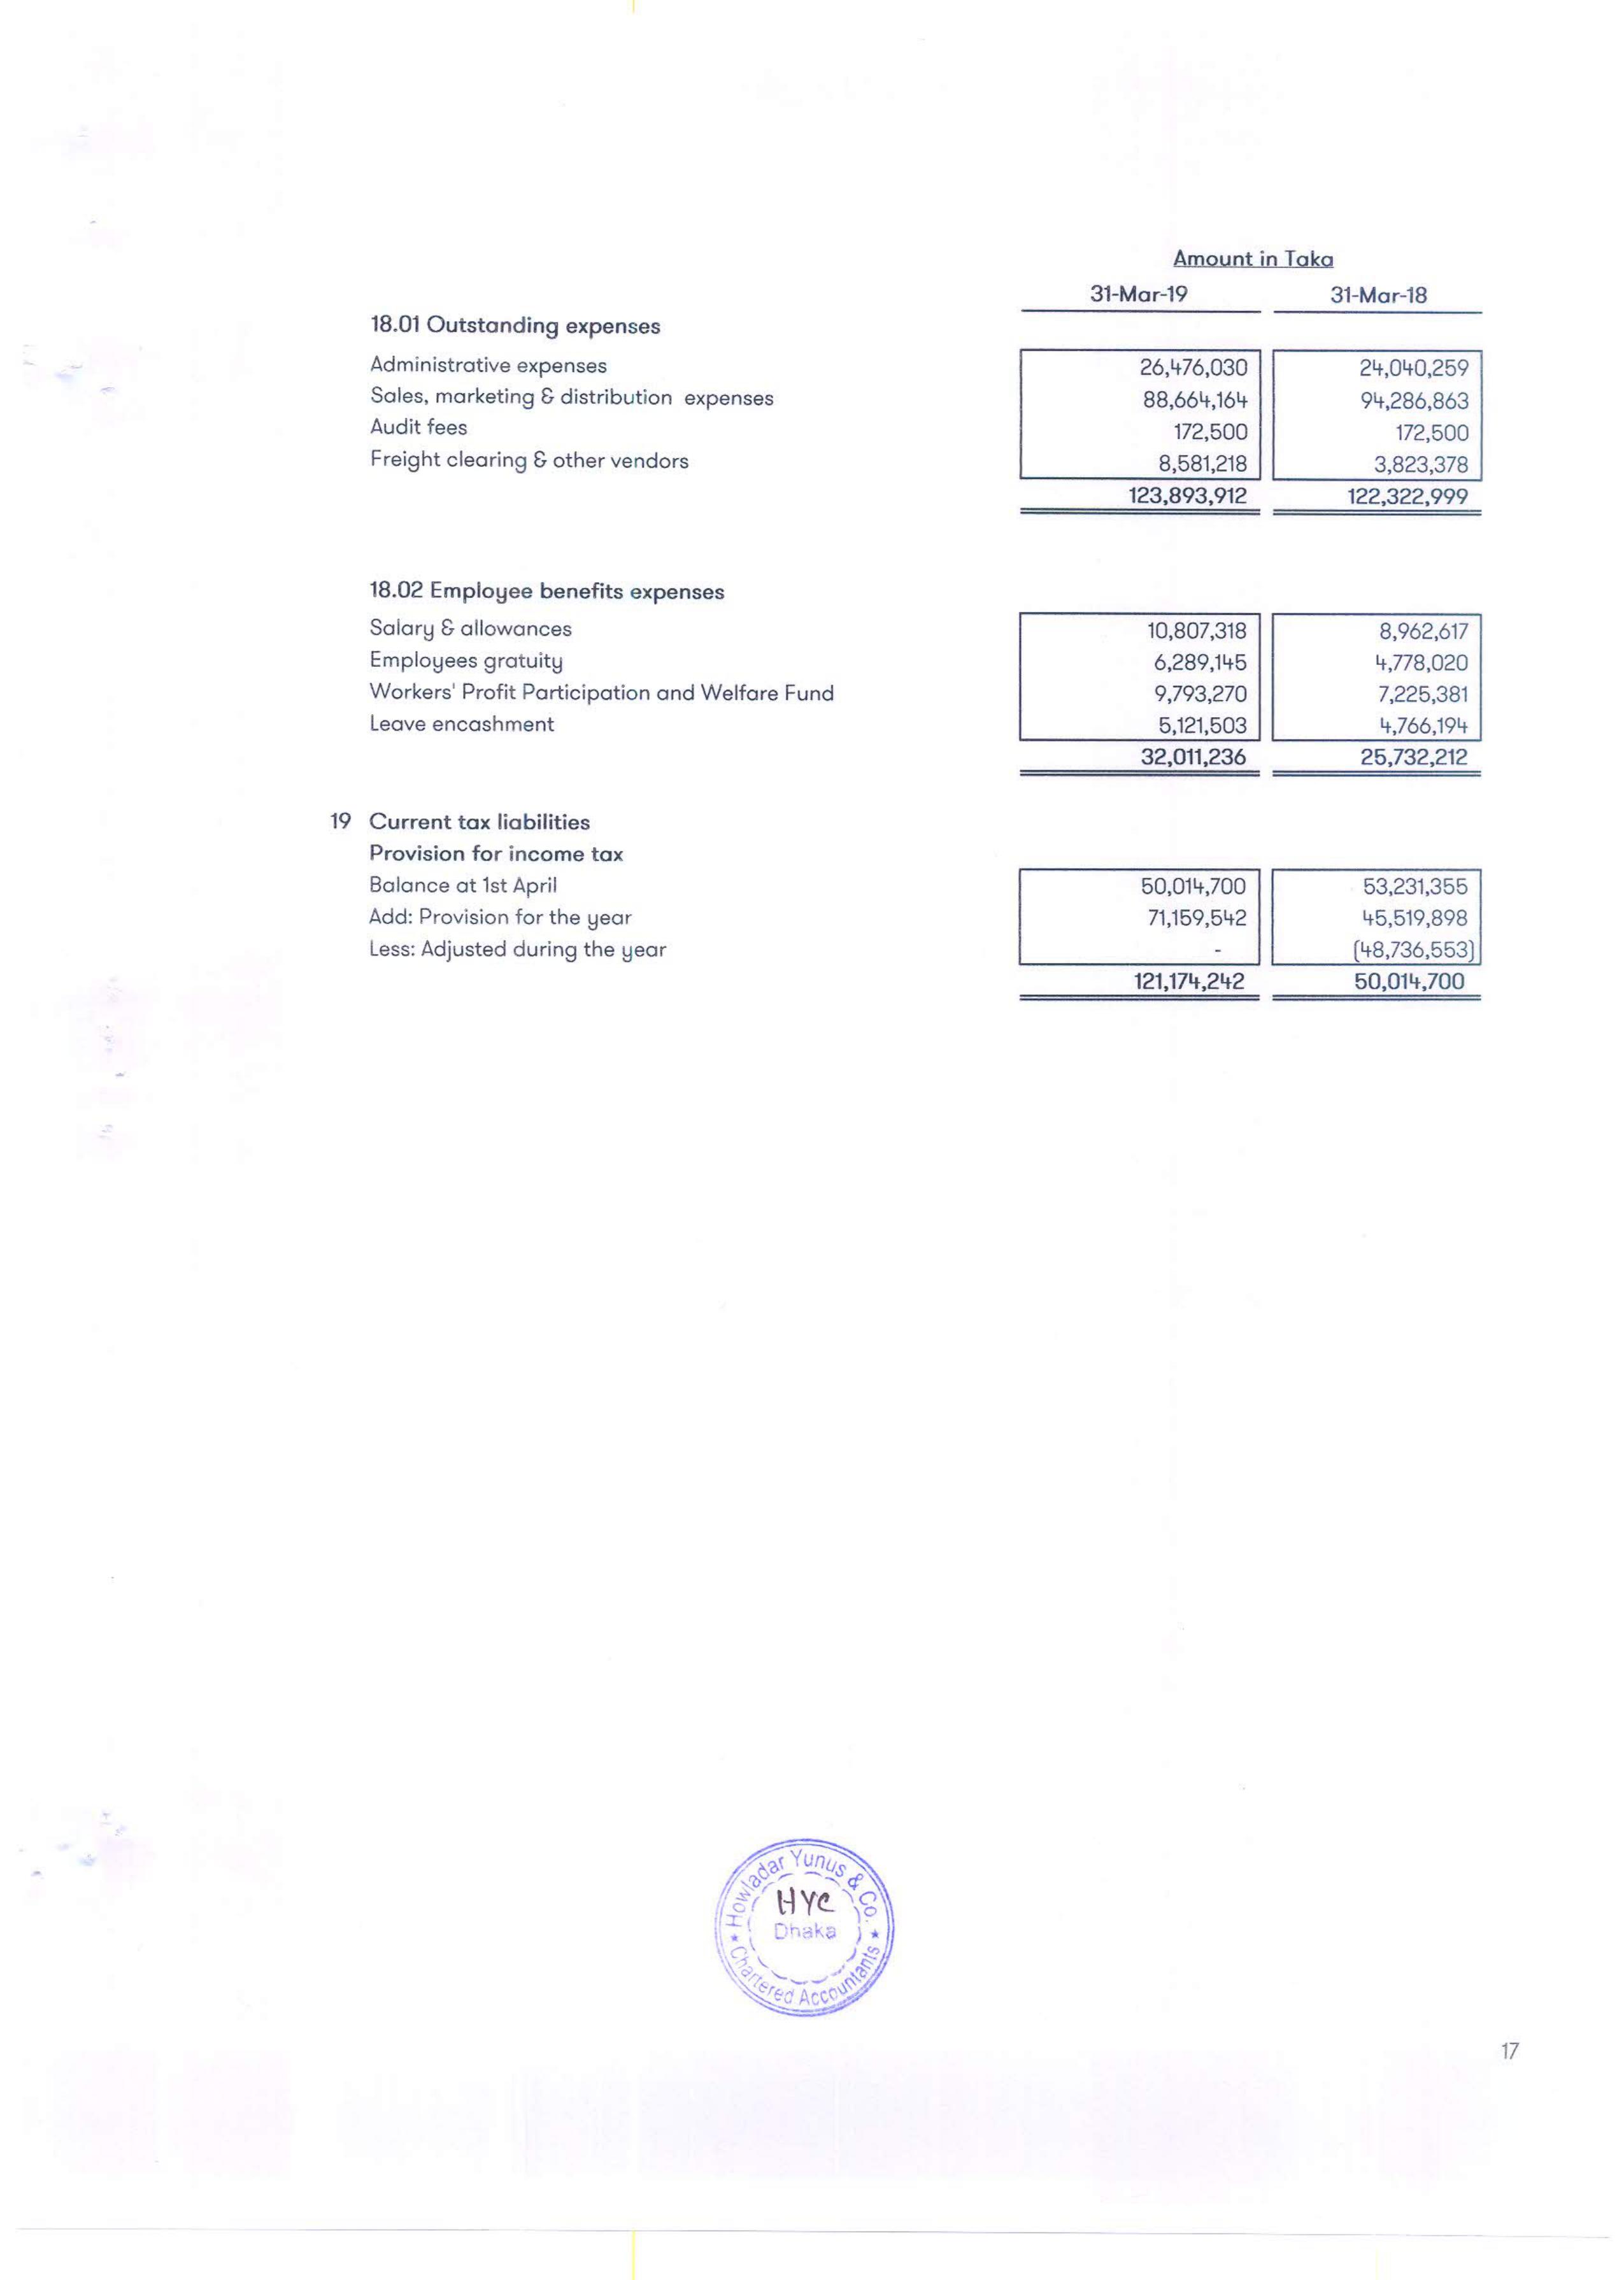 Amount in Taka
31-Mar-19 31-Mar-18
18.01 Outstanding expenses
Administrative expenses 26,476,030 24,040,259
Sales, marketing & distribution expenses 88,664,164 94,286,863
Audit fees 172,500 172,500
Freight clearing & other vendors 8,581,218 3,823,378
123,893,912 122,322,999
18.02 Employee benefits expenses
Salary & allowances 10,807,318 8,962,617
Employees gratuity 6,289,145 4,778,020
Workers' Profit Participation and Welfare Fund 9,793,270 7,225,381
Leave encashment 5,121,503 4,766,194
32,011,236 25,732,212
19 Current tax liabilities
Provision for income tax
Balance at 1st April 50,014,700 53,231,355
Add: Provision for the year 71,159,542 45,519,898
Less: Adjusted during the year - (48,736,553)
121,174,242 50,014,700
Howladar Yunus & Co.
HYC
Dhaka
* Chartered Accountants *
17